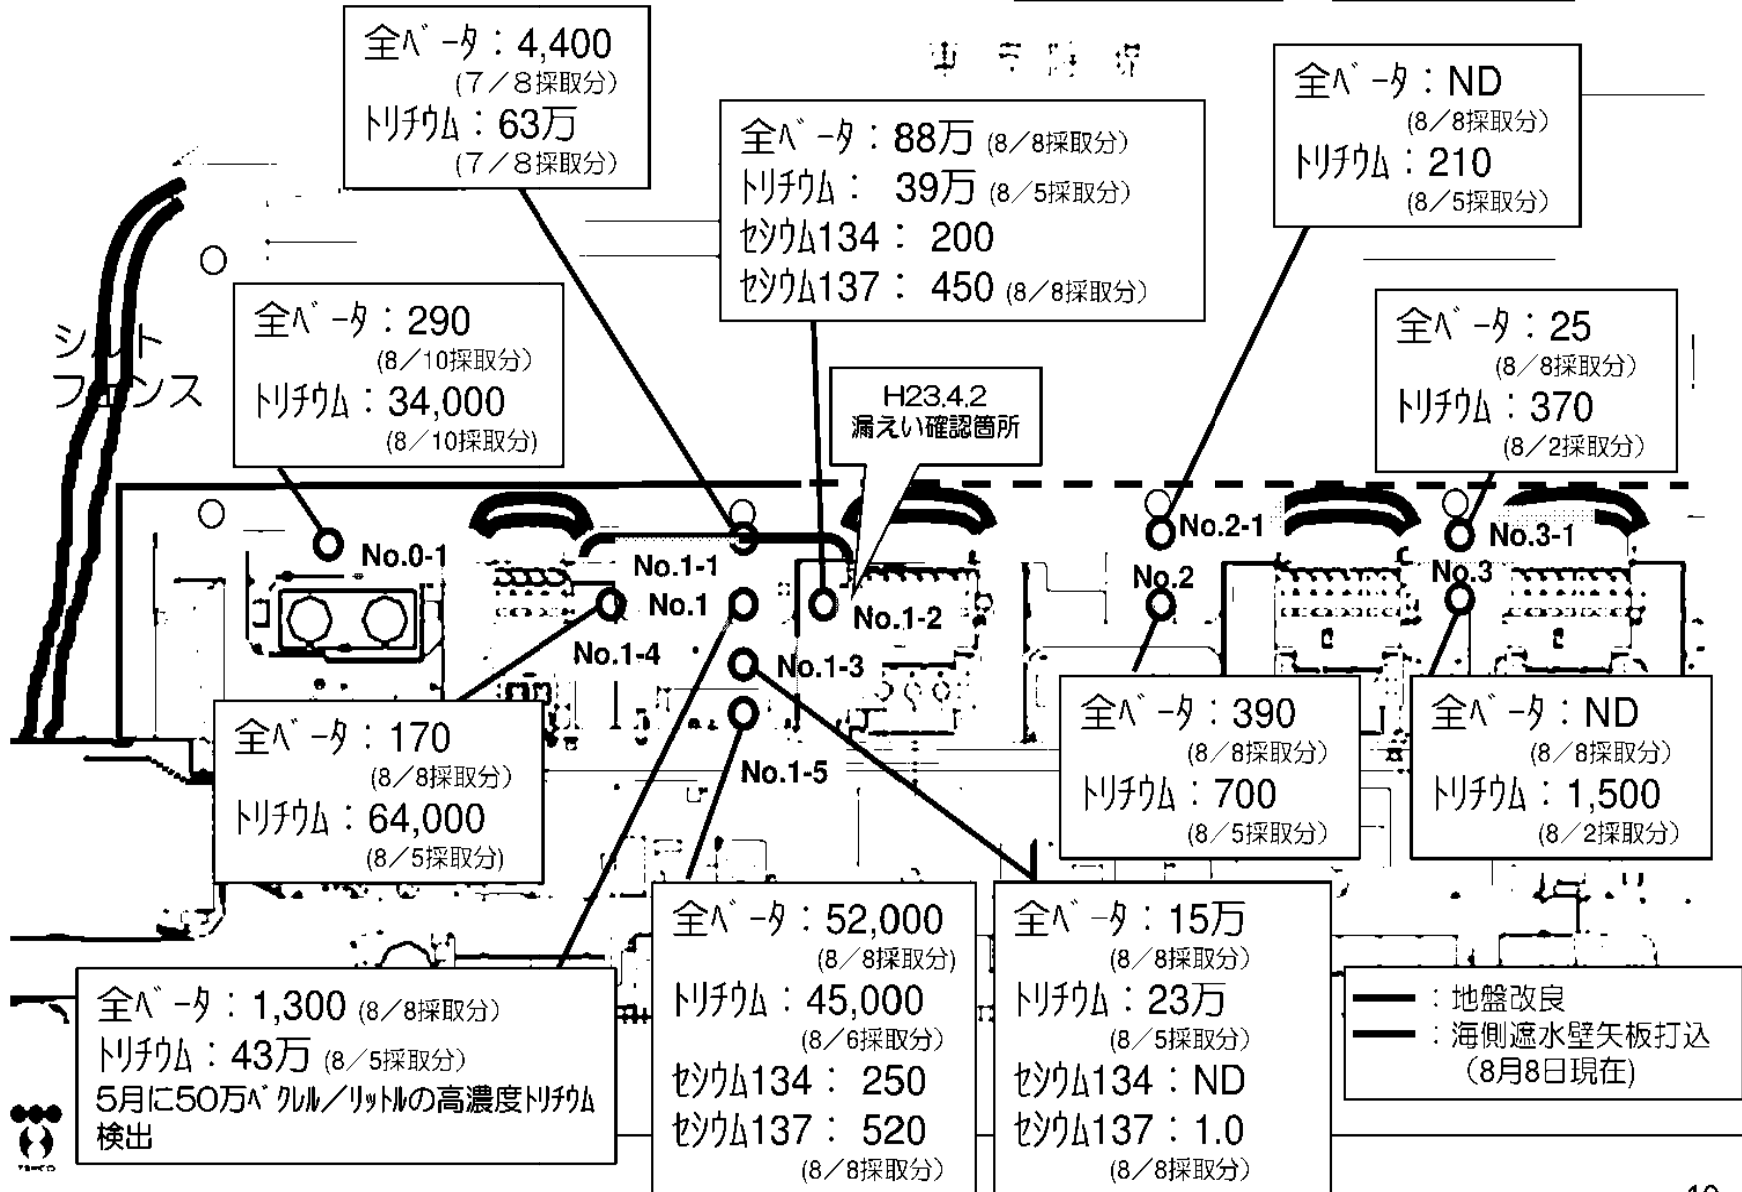 全ベータ：4,400
(７／８採取分)
トリチウム：63万
(７／８採取分)
全ベータ：88万 (8／8採取分)
トリチウム： 39万 (8／5採取分)
セシウム134： 200
セシウム137： 450 (8／8採取分)
全ベータ：ND
(8／8採取分)
トリチウム：210
(8／5採取分)
シルト
フェンス
全ベータ：290
(8／10採取分)
トリチウム：34,000
(8／10採取分)
H23.4.2
漏えい確認箇所
全ベータ：25
(8／8採取分)
トリチウム：370
(8／2採取分)
No.0-1
No.1-1
No.1
No.1-2
No.1-4
No.1-3
No.1-5
No.2-1
No.2
No.3-1
No.3
全ベータ：170
(8／8採取分)
トリチウム：64,000
(8／5採取分)
全ベータ：390
(8／8採取分)
トリチウム：700
(8／5採取分)
全ベータ：ND
(8／8採取分)
トリチウム：1,500
(8／2採取分)
全ベータ：1,300 (8／8採取分)
トリチウム：43万 (8／5採取分)
5月に50万ベクレル／リットルの高濃度トリチウム
検出
全ベータ：52,000
(8／8採取分)
トリチウム：45,000
(8／6採取分)
セシウム134： 250
セシウム137： 520
(8／8採取分)
全ベータ：15万
(8／8採取分)
トリチウム：23万
(8／5採取分)
セシウム134：ND
セシウム137：1.0
(8／8採取分)
：地盤改良
：海側遮水壁矢板打込
（8月8日現在)